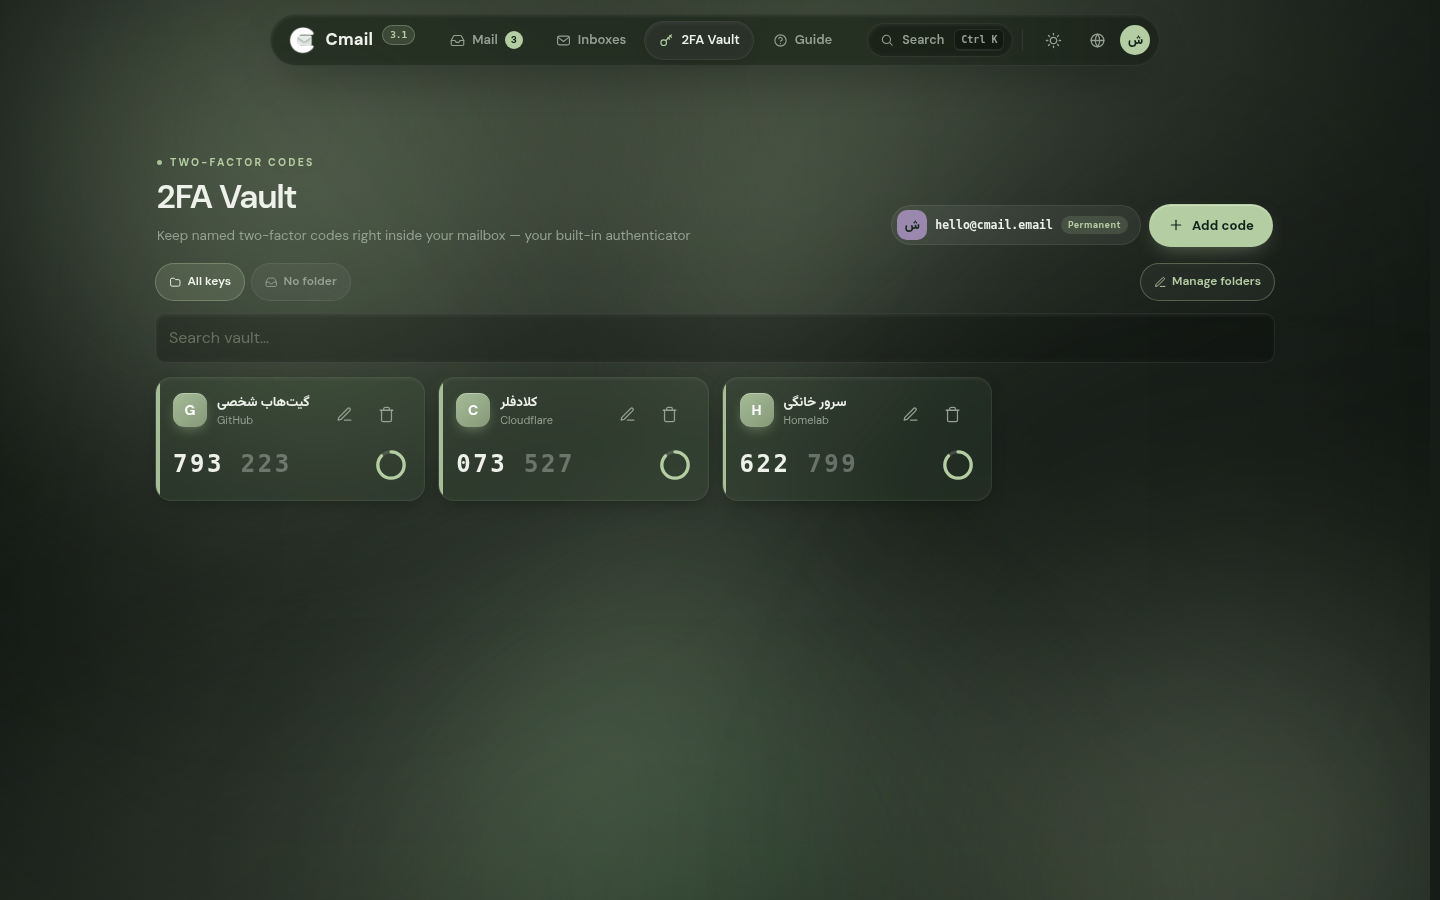 Cmail 3.1 Mail 3 Inboxes 2FA Vault Guide Search Ctrl K ش
TWO-FACTOR CODES
2FA Vault
Keep named two-factor codes right inside your mailbox — your built-in authenticator
ش hello@cmail.email Permanent
Add code
All keys No folder Manage folders
Search vault...
G گیت‌هاب شخصی
GitHub
793 223
C کلادفلر
Cloudflare
073 527
H سرور خانگی
Homelab
622 799